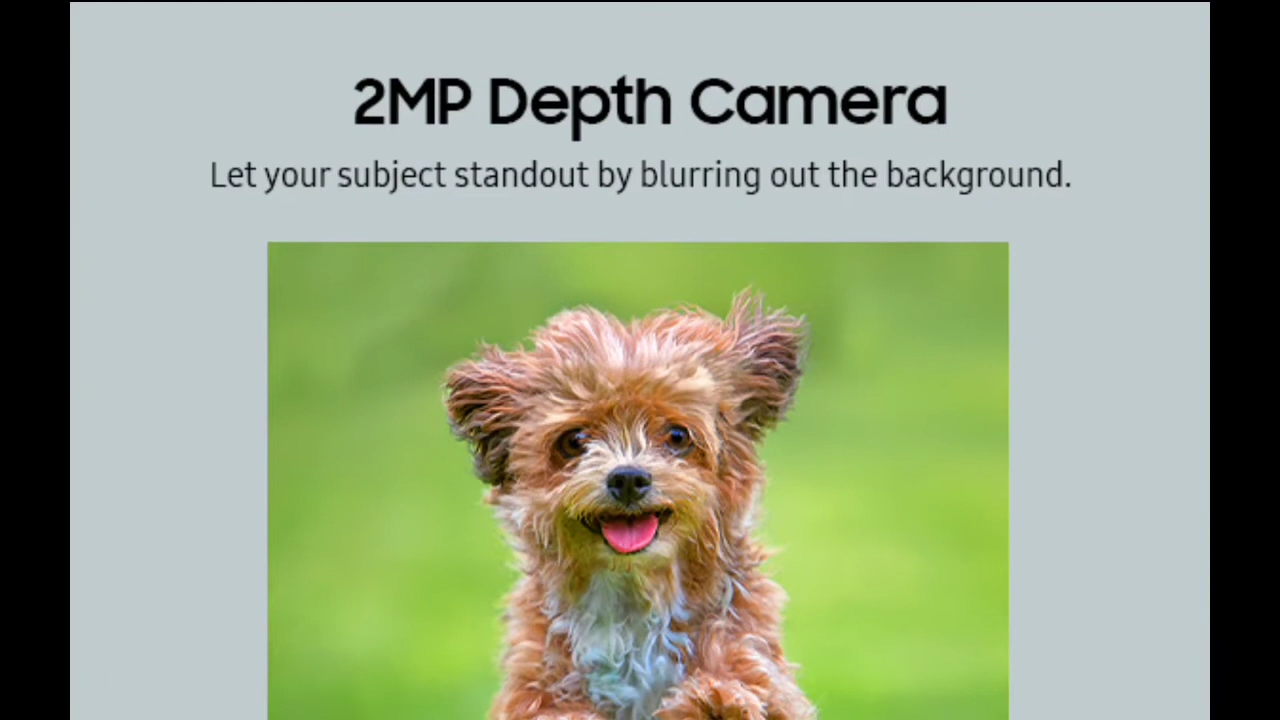 2MP Depth Camera
Let your subject standout by blurring out the background.